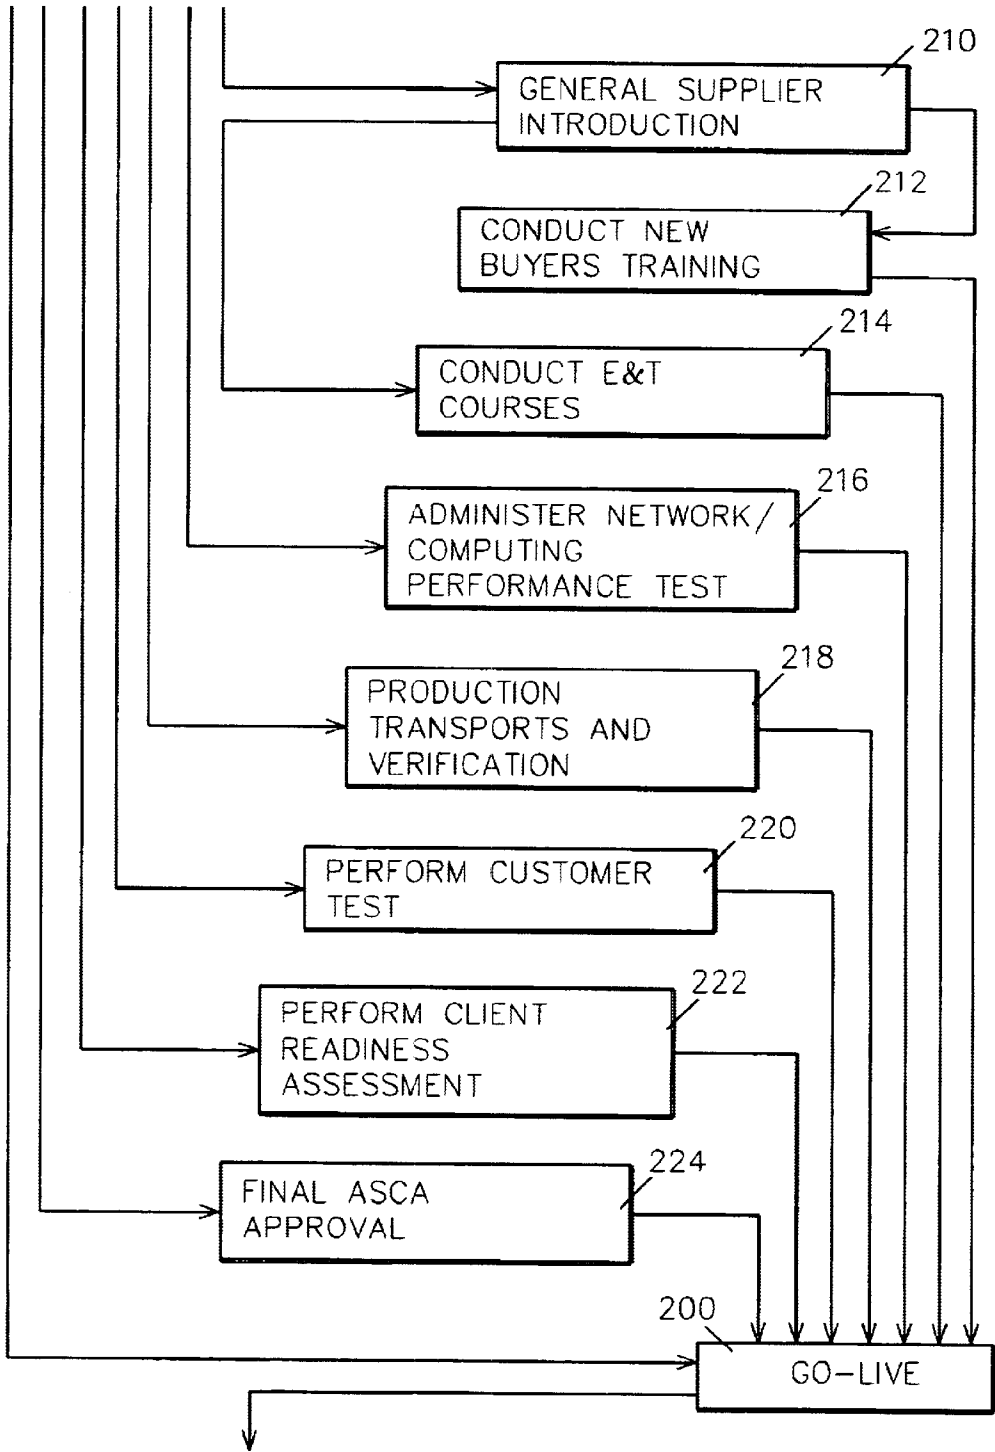 210
GENERAL SUPPLIER
INTRODUCTION
212
CONDUCT NEW
BUYERS TRAINING
214
CONDUCT E&T
COURSES
216
ADMINISTER NETWORK/
COMPUTING
PERFORMANCE TEST
218
PRODUCTION
TRANSPORTS AND
VERIFICATION
220
PERFORM CUSTOMER
TEST
222
PERFORM CLIENT
READINESS
ASSESSMENT
224
FINAL ASCA
APPROVAL
200
GO-LIVE